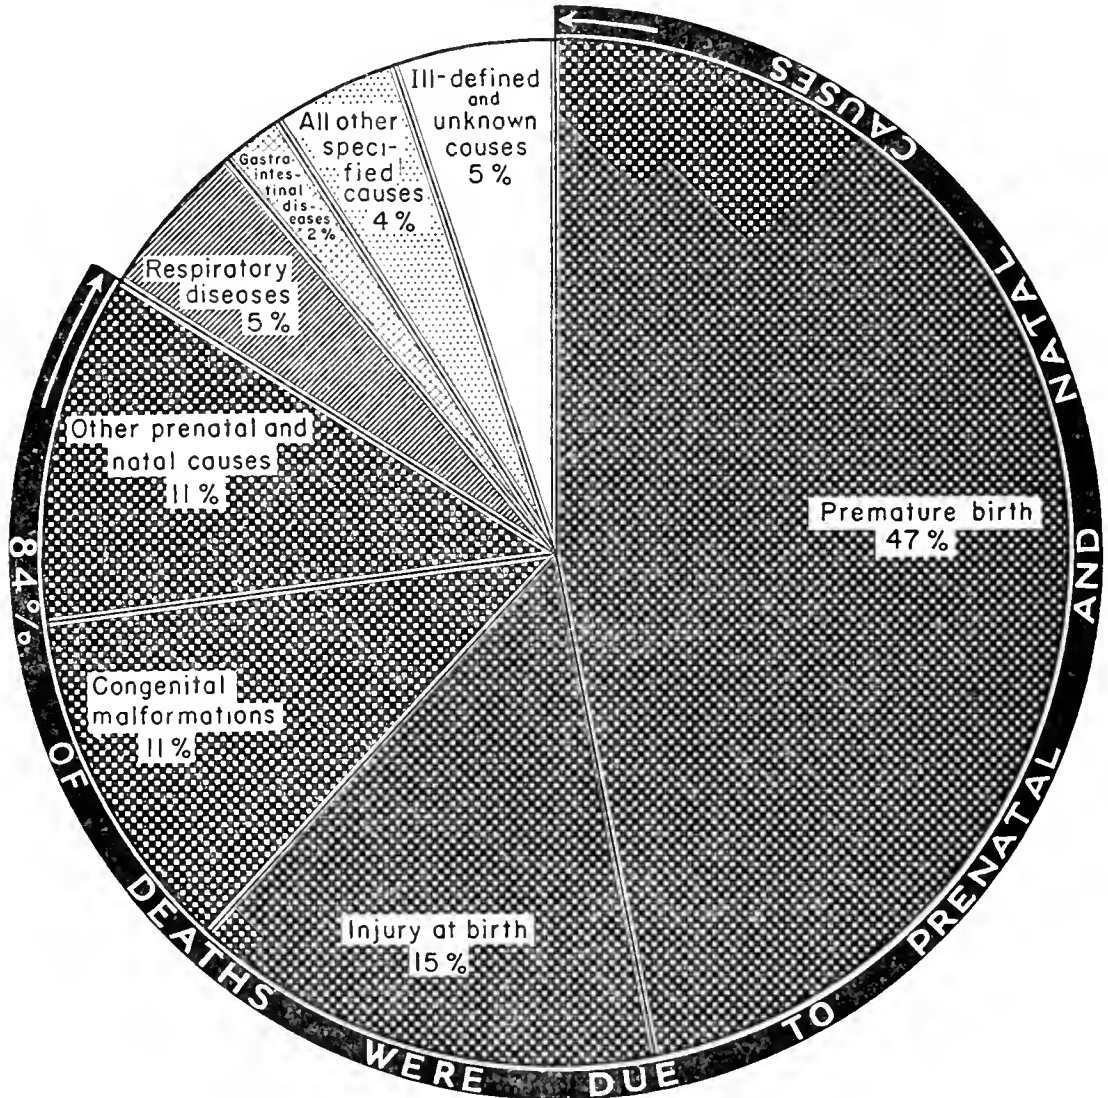 84% OF DEATHS WERE DUE TO PRENATAL AND NATAL CAUSES
Ill-defined
and
unknown
causes
5 %
All other
speci-
fied
causes
4 %
Gastro
intes-
tinal
dis-
eases
2 %
Respiratory
diseases
5 %
Other prenatal and
natal causes
11 %
Congenital
malformations
11 %
Injury at birth
15 %
Premature birth
47 %